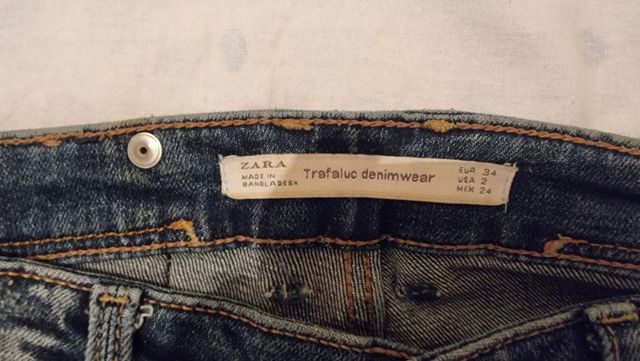 ZARA
MADE IN
BANGLADESH
Trafaluc denimwear
EUR 34
USA 2
MEX 24